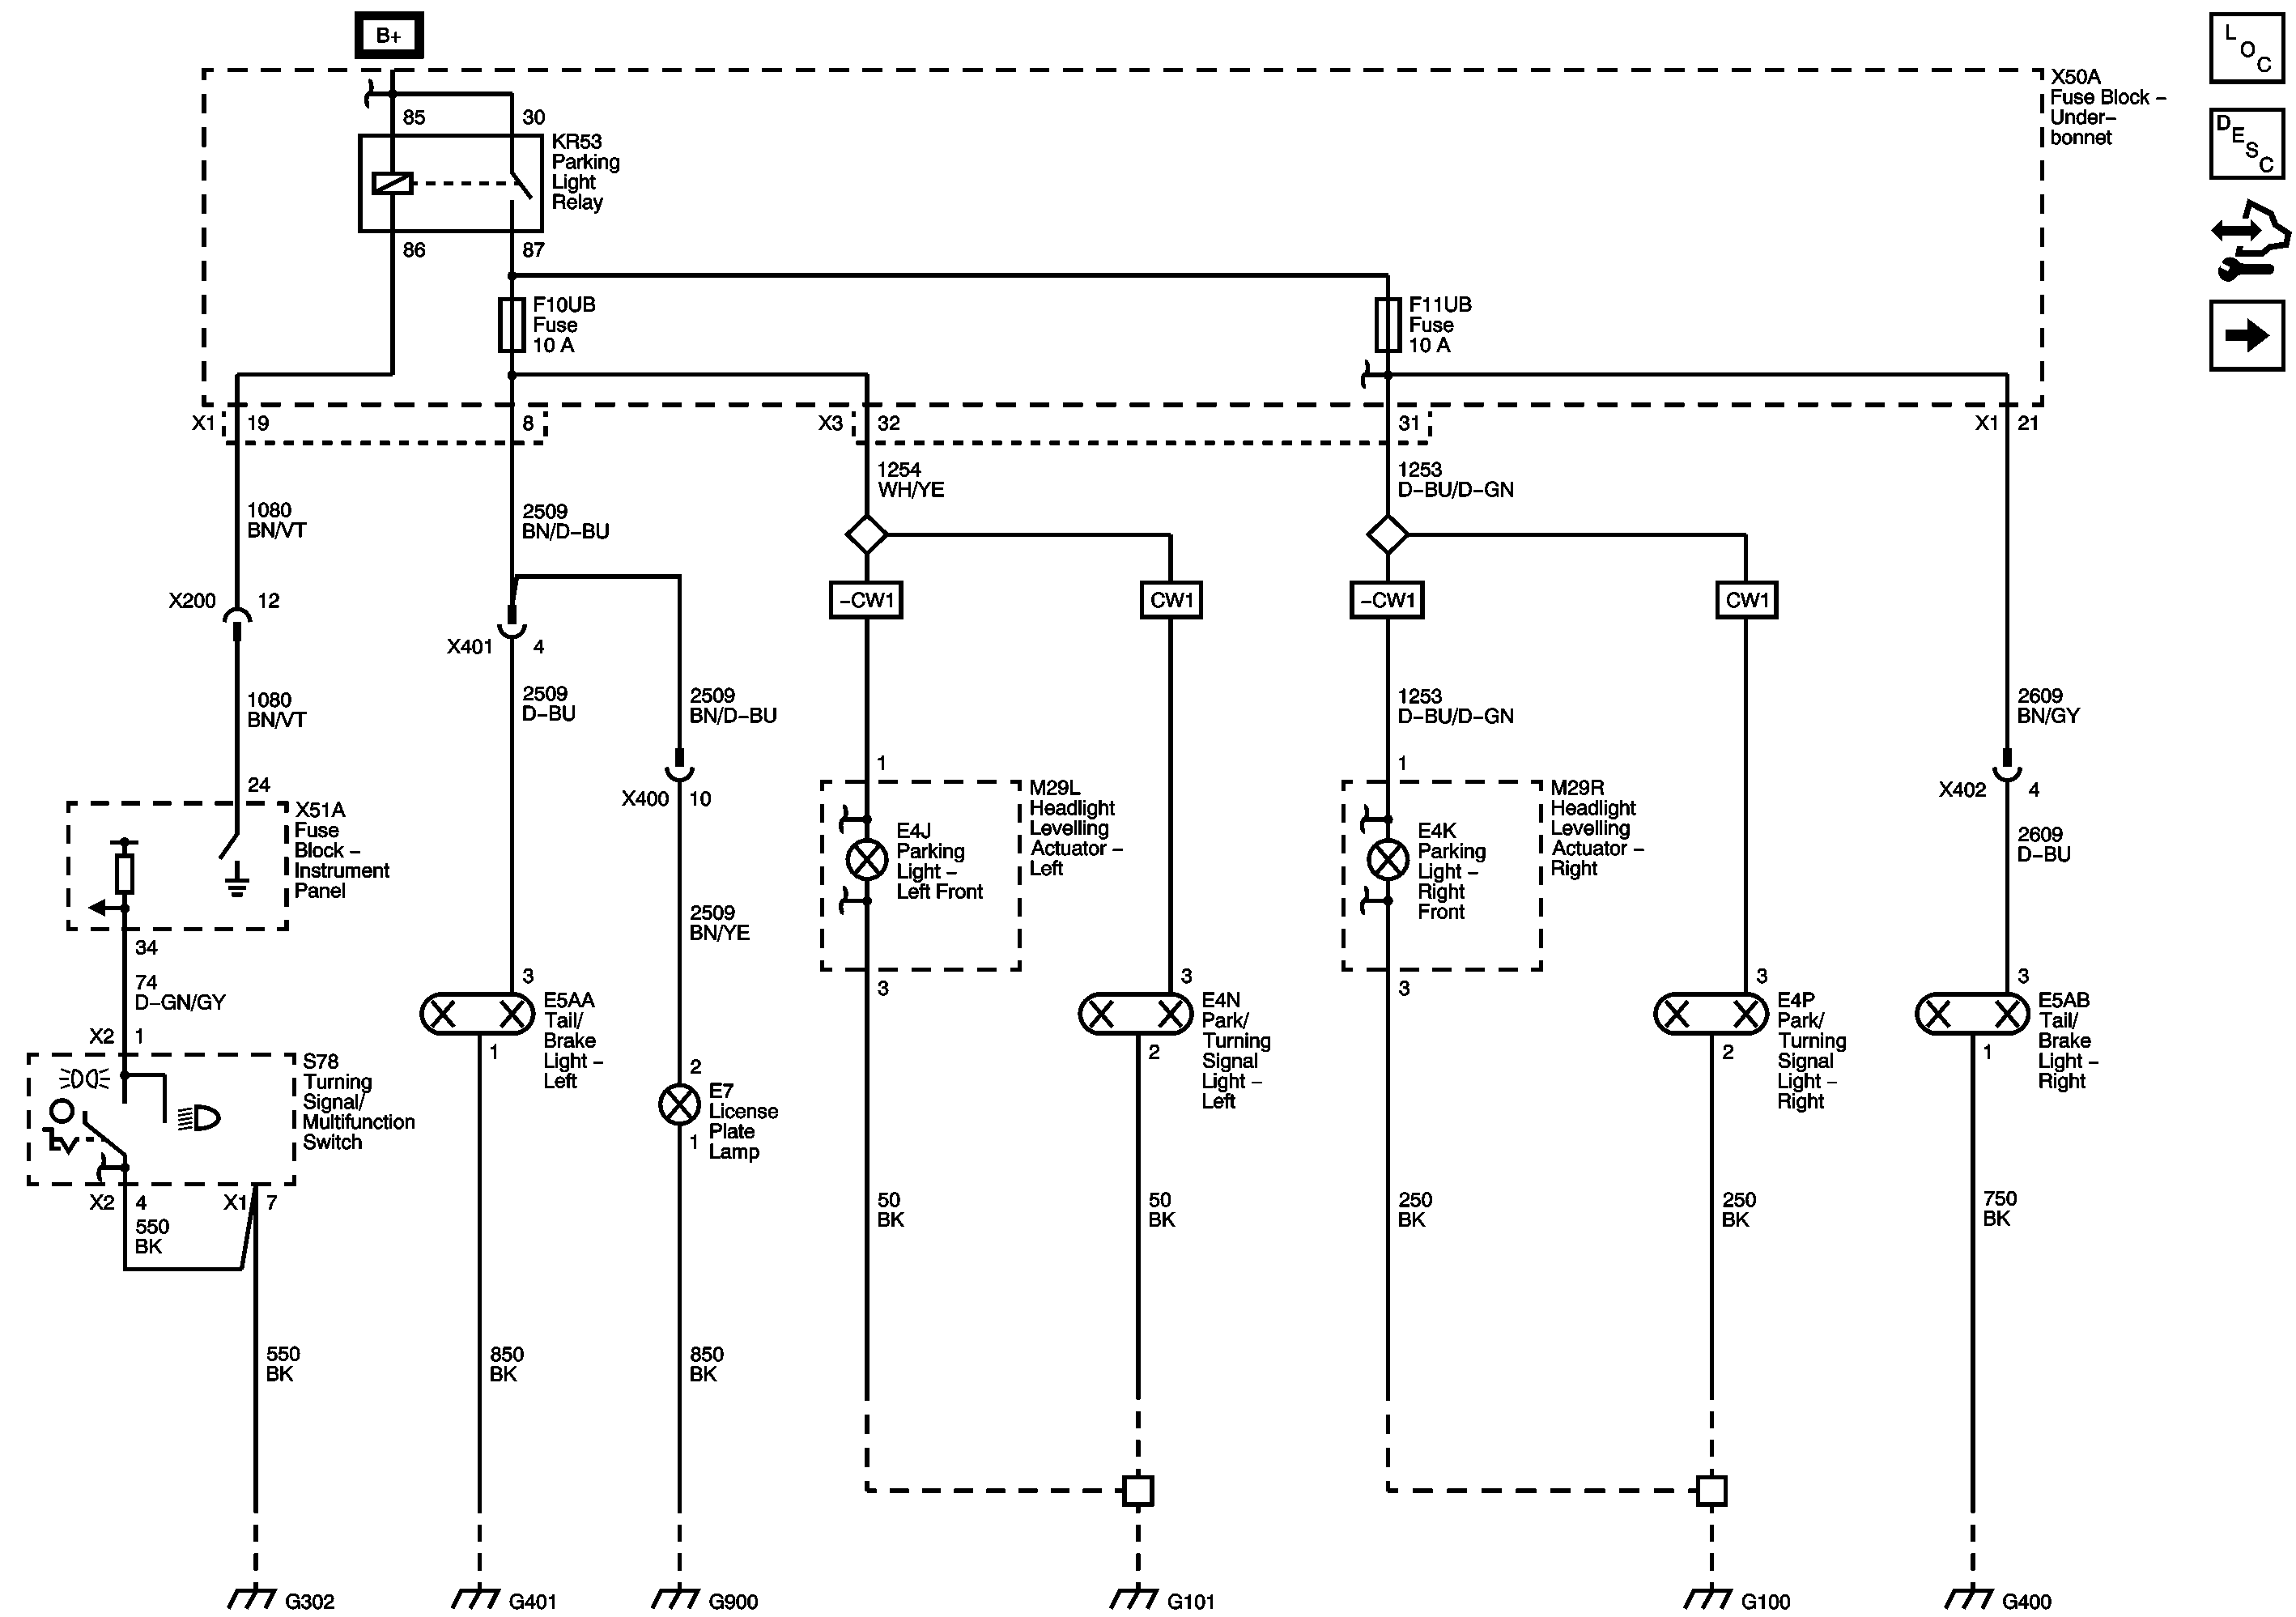 B+
L O C
X50A
Fuse Block –
Under–
bonnet
85
30
KR53
Parking
Light
Relay
D E S C
86
87
F10UB
Fuse
10 A
F11UB
Fuse
10 A
X1
19
8
X3
32
31
X1
21
1254
WH/YE
1253
D–BU/D–GN
1080
BN/VT
2509
BN/D–BU
X200
12
–CW1
CW1
–CW1
CW1
X401
4
1080
BN/VT
2509
D–BU
2509
BN/D–BU
1253
D–BU/D–GN
2609
BN/GY
24
X400
10
1
1
X402
4
X51A
Fuse
Block –
Instrument
Panel
M29L
Headlight
Levelling
Actuator –
Left
E4J
Parking
Light –
Left Front
M29R
Headlight
Levelling
Actuator –
Right
E4K
Parking
Light –
Right
Front
2609
D–BU
34
2509
BN/YE
74
D–GN/GY
3
3
3
3
3
3
X2
1
E5AA
Tail/
Brake
Light –
Left
1
E4N
Park/
Turning
Signal
Light –
Left
2
E4P
Park/
Turning
Signal
Light –
Right
2
E5AB
Tail/
Brake
Light –
Right
1
S78
Turning
Signal/
Multifunction
Switch
2
E7
License
Plate
Lamp
1
X2
4
X1
7
550
BK
50
BK
50
BK
250
BK
250
BK
750
BK
550
BK
850
BK
850
BK
G302
G401
G900
G101
G100
G400